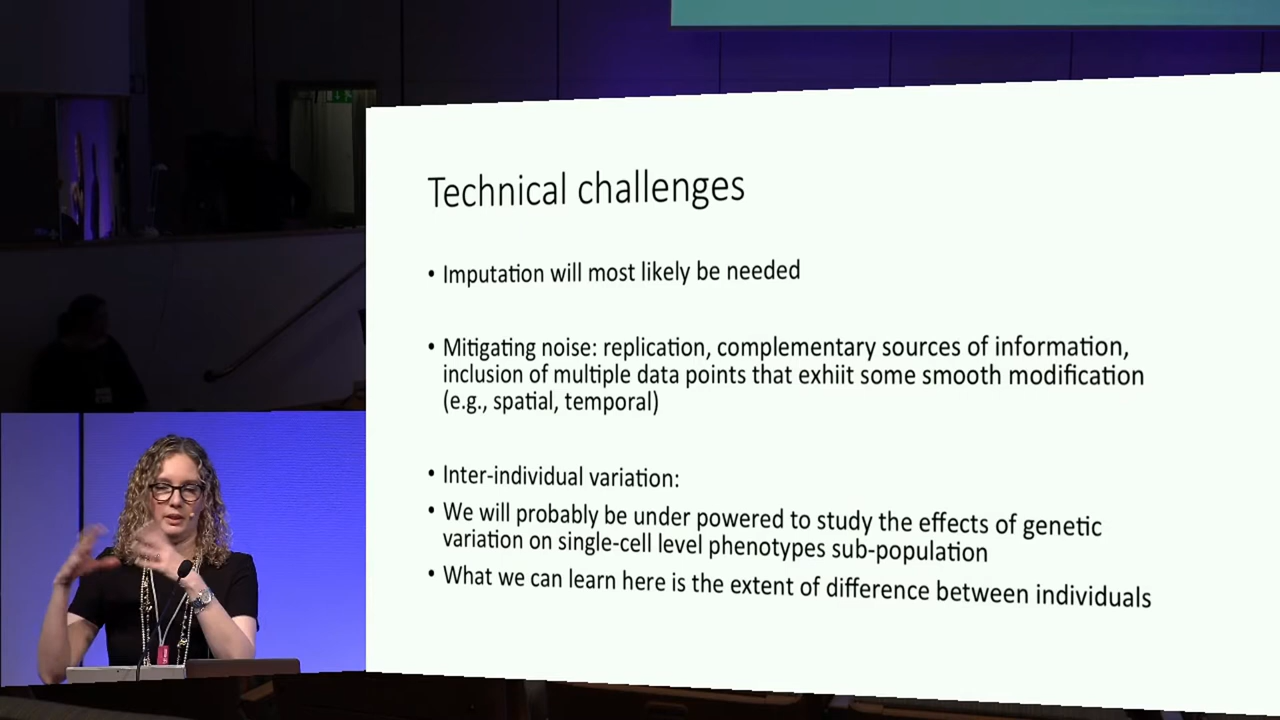 Technical challenges
• Imputation will most likely be needed
• Mitigating noise: replication, complementary sources of information,
inclusion of multiple data points that exhiit some smooth modification
(e.g., spatial, temporal)
• Inter-individual variation:
• We will probably be under powered to study the effects of genetic
variation on single-cell level phenotypes sub-population
• What we can learn here is the extent of difference between individuals